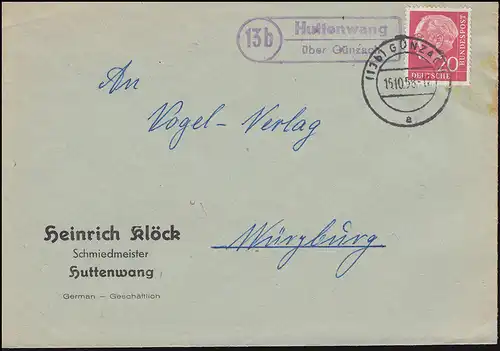 13b
Huttenwang
über Günzach
(13b) GÜNZACH
15.10.58
a
DEUTSCHE BUNDESPOST
20
An
Vogel-Verlag
Würzburg
Heinrich Klöck
Schmiedmeister
Huttenwang
German – Geschäftlich